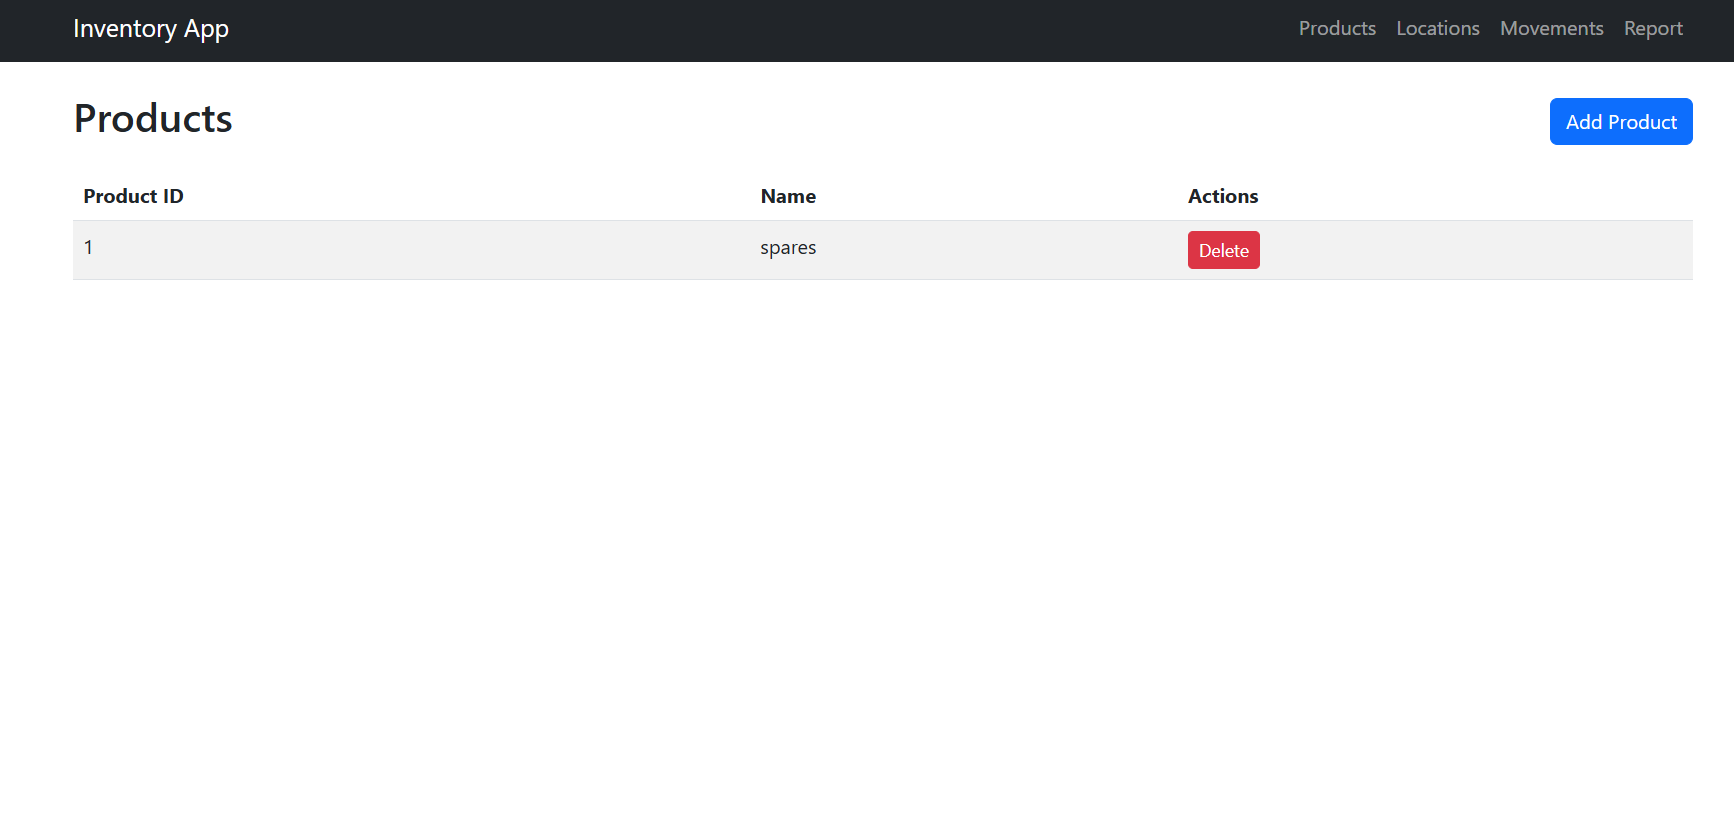 Inventory App Products Locations Movements Report
Products Add Product
Product ID Name Actions
1 spares Delete